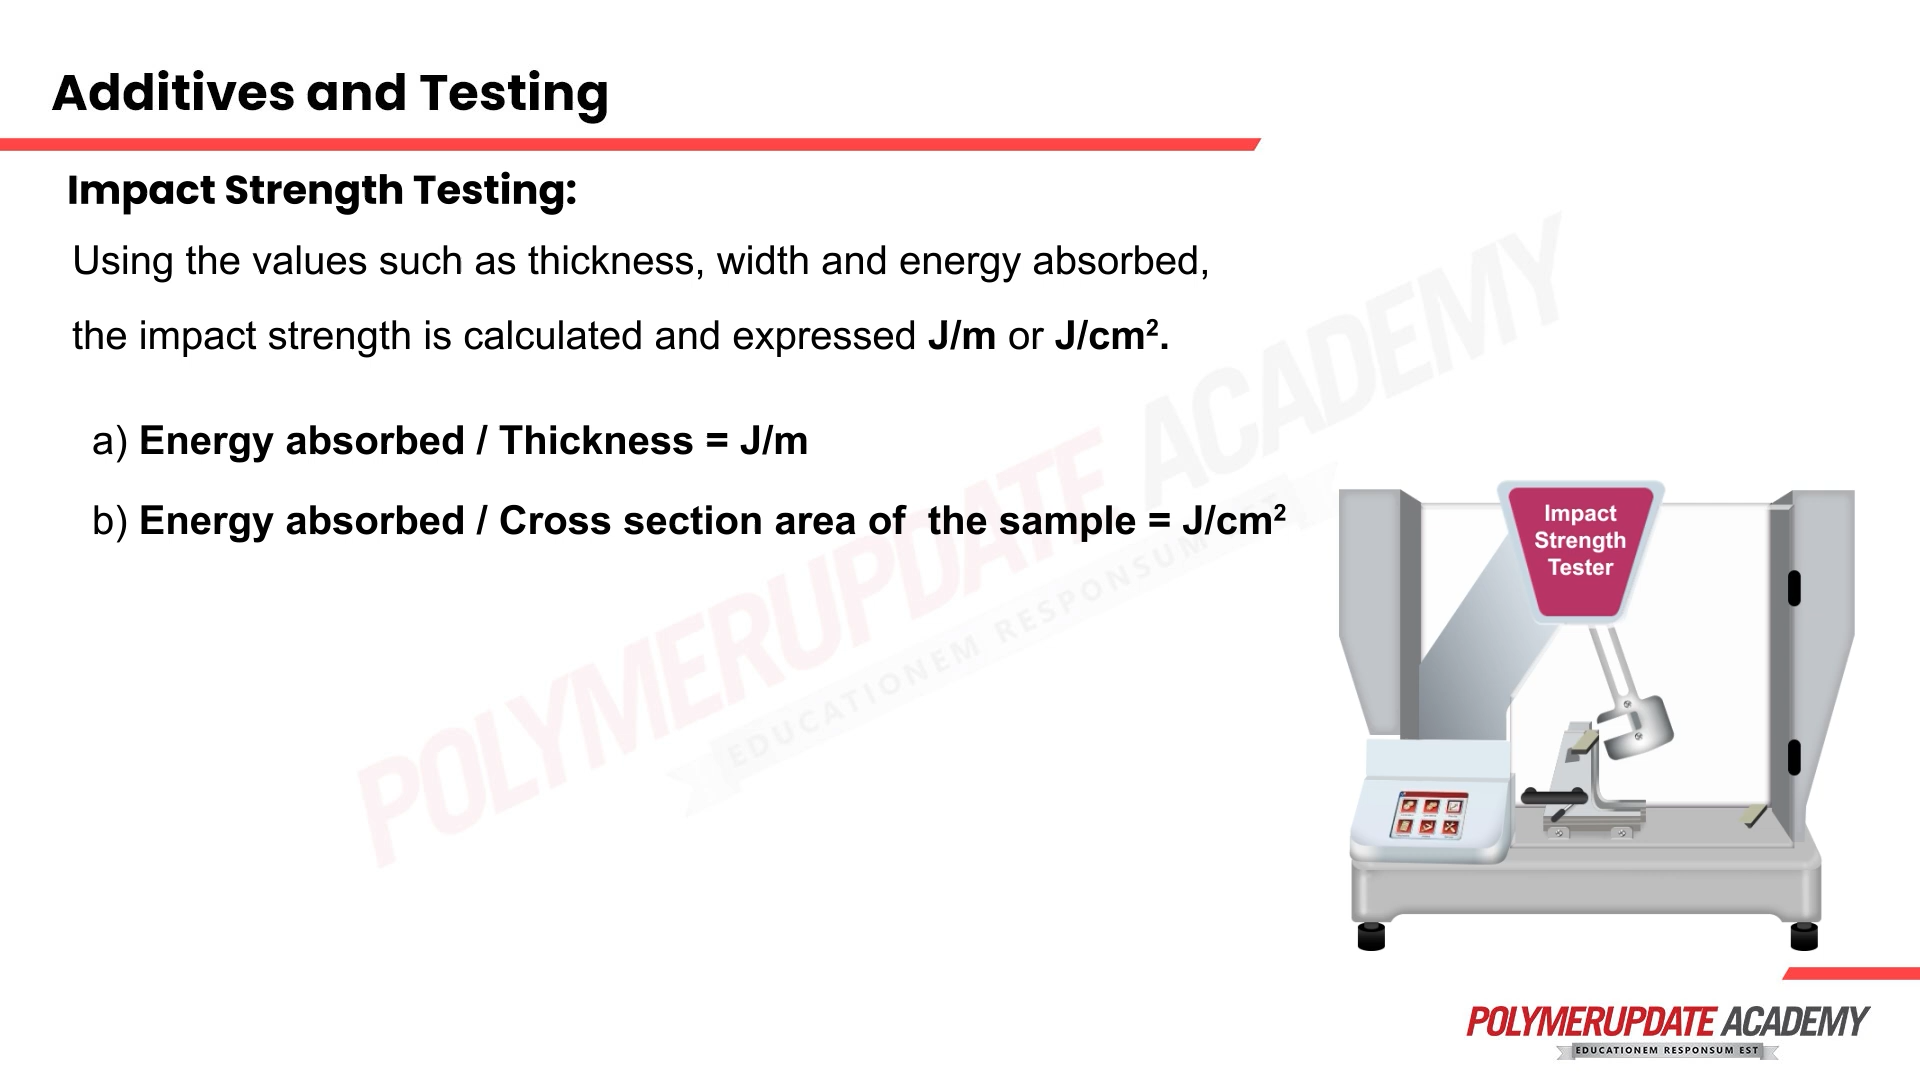 Additives and Testing
Impact Strength Testing:
Using the values such as thickness, width and energy absorbed,
the impact strength is calculated and expressed J/m or J/cm².
a) Energy absorbed / Thickness = J/m
b) Energy absorbed / Cross section area of  the sample = J/cm²
Impact
Strength
Tester
POLYMERUPDATE ACADEMY
EDUCATIONEM RESPONSUM
POLYMERUPDATE ACADEMY
EDUCATIONEM RESPONSUM EST